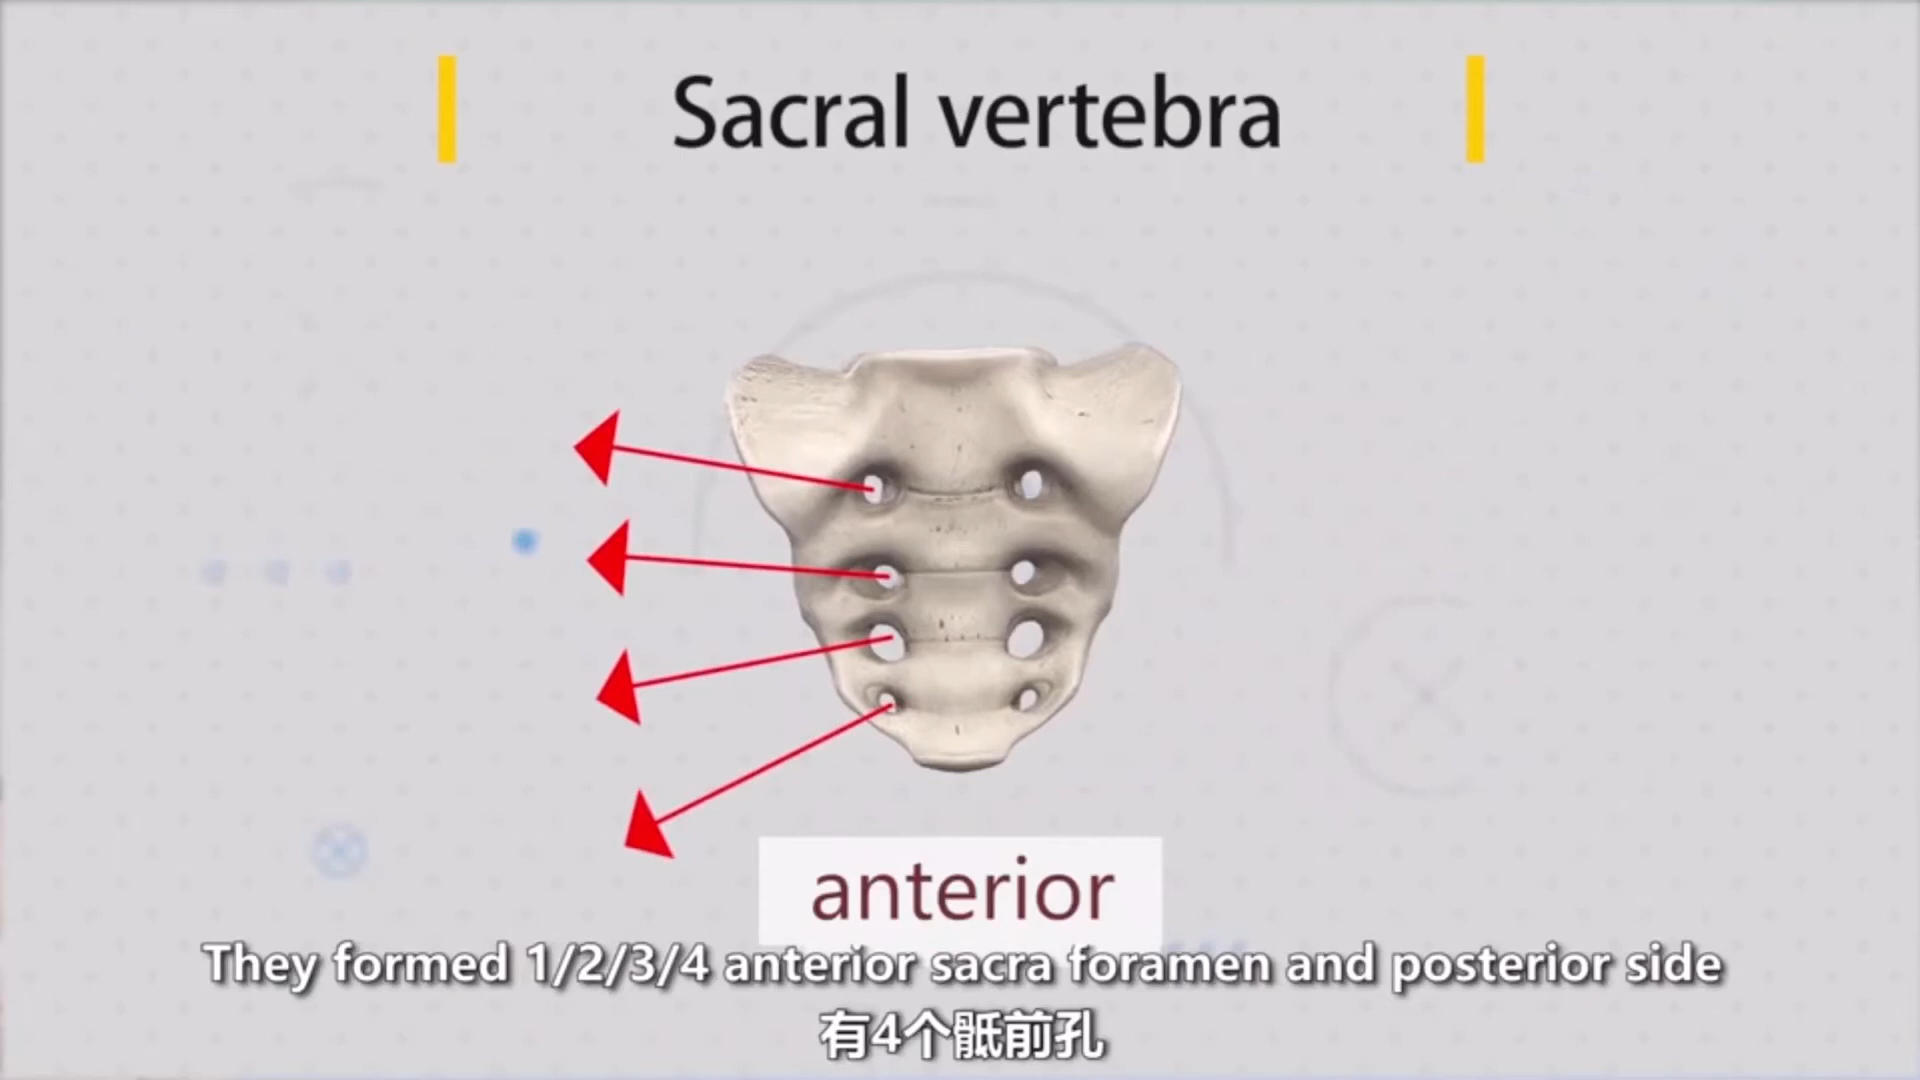 Sacral vertebra
anterior
They formed 1/2/3/4 anterior sacra foramen and posterior side
有4个骶前孔